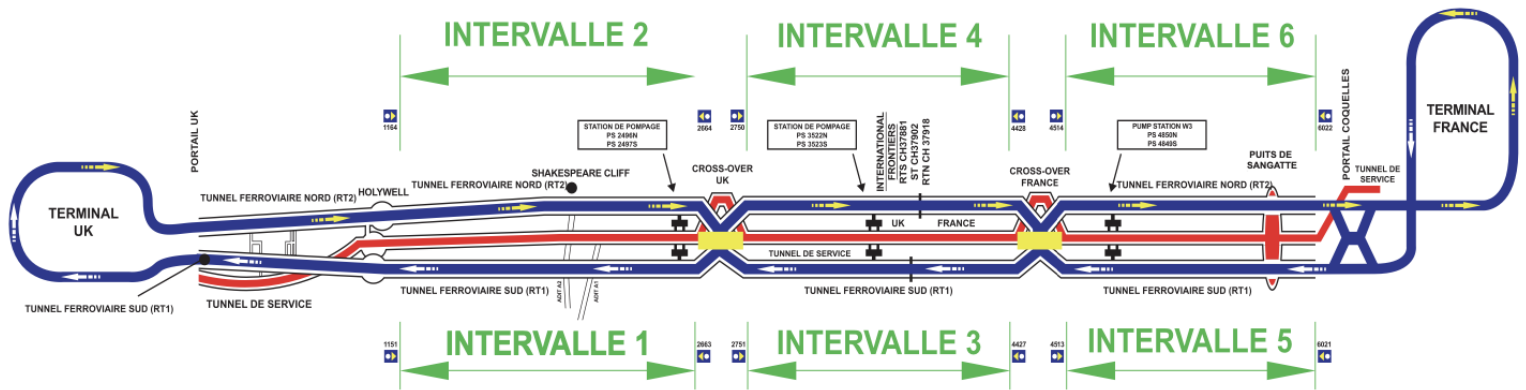 INTERVALLE 2
INTERVALLE 4
INTERVALLE 6
1164
2664
2750
4428
4514
6022
PORTAIL UK
STATION DE POMPAGE
PS 2496N
PS 2497S
STATION DE POMPAGE
PS 3522N
PS 3523S
INTERNATIONAL
FRONTIERS
RTS CH37881
ST CH37902
RTN CH 37918
PUMP STATION W3
PS 4850N
PS 4849S
PORTAIL COQUELLES
TERMINAL
FRANCE
PUITS DE
SANGATTE
TUNNEL DE
SERVICE
SHAKESPEARE CLIFF
CROSS-OVER
UK
CROSS-OVER
FRANCE
TUNNEL FERROVIAIRE NORD (RT2)
HOLYWELL
TUNNEL FERROVIAIRE NORD (RT2)
TUNNEL FERROVIAIRE NORD (RT2)
TERMINAL
UK
UK
FRANCE
TUNNEL DE SERVICE
TUNNEL FERROVIAIRE SUD (RT1)
TUNNEL DE SERVICE
TUNNEL FERROVIAIRE SUD (RT1)
ADIT A2
ADIT A1
TUNNEL FERROVIAIRE SUD (RT1)
TUNNEL FERROVIAIRE SUD (RT1)
1151
INTERVALLE 1
2663
2751
INTERVALLE 3
4427
4513
INTERVALLE 5
6021